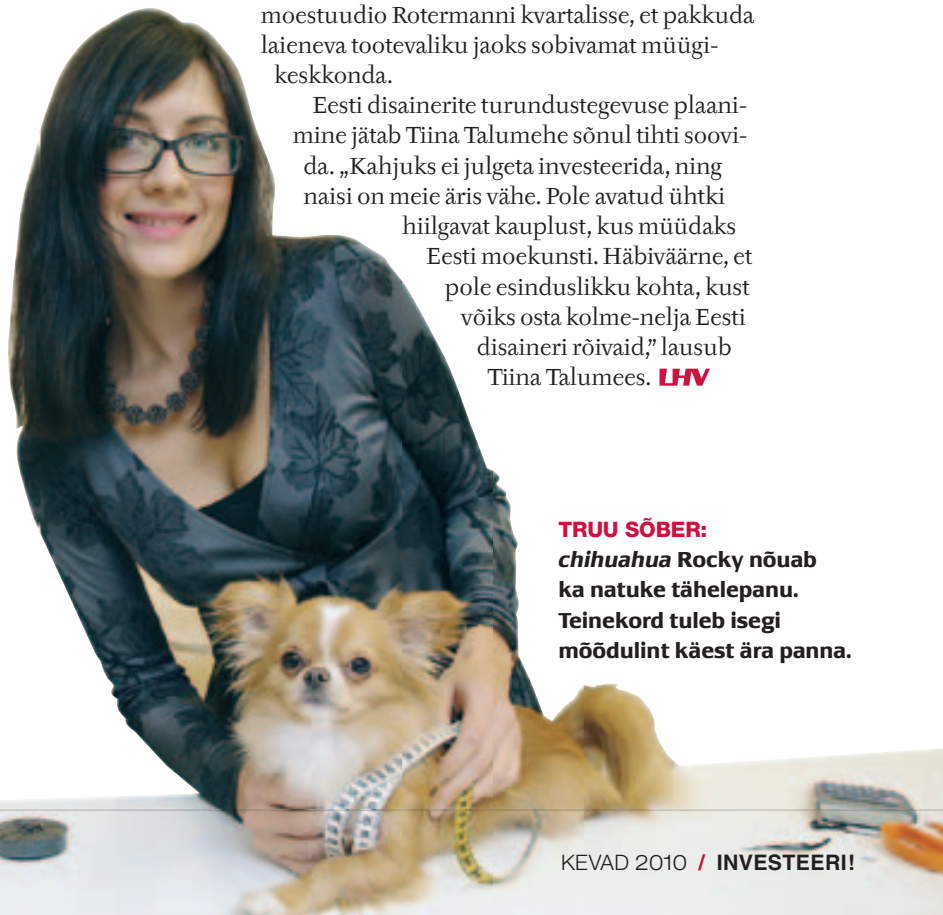 moestuudio Rotermanni kvartalisse, et pakkuda
laieneva tootevaliku jaoks sobivamat müügi-
keskkonda.
Eesti disainerite turundustegevuse plaani-
mine jätab Tiina Talumehe sõnul tihti soovi-
da. „Kahjuks ei julgeta investeerida, ning
naisi on meie äris vähe. Pole avatud ühtki
hiilgavat kauplust, kus müüdaks
Eesti moekunsti. Häbiväärne, et
pole esinduslikku kohta, kust
võiks osta kolme-nelja Eesti
disaineri rõivaid,” lausub
Tiina Talumees. LHV
TRUU SÕBER:
chihuahua Rocky nõuab
ka natuke tähelepanu.
Teinekord tuleb isegi
mõõdulint käest ära panna.
KEVAD 2010 / INVESTEERI!